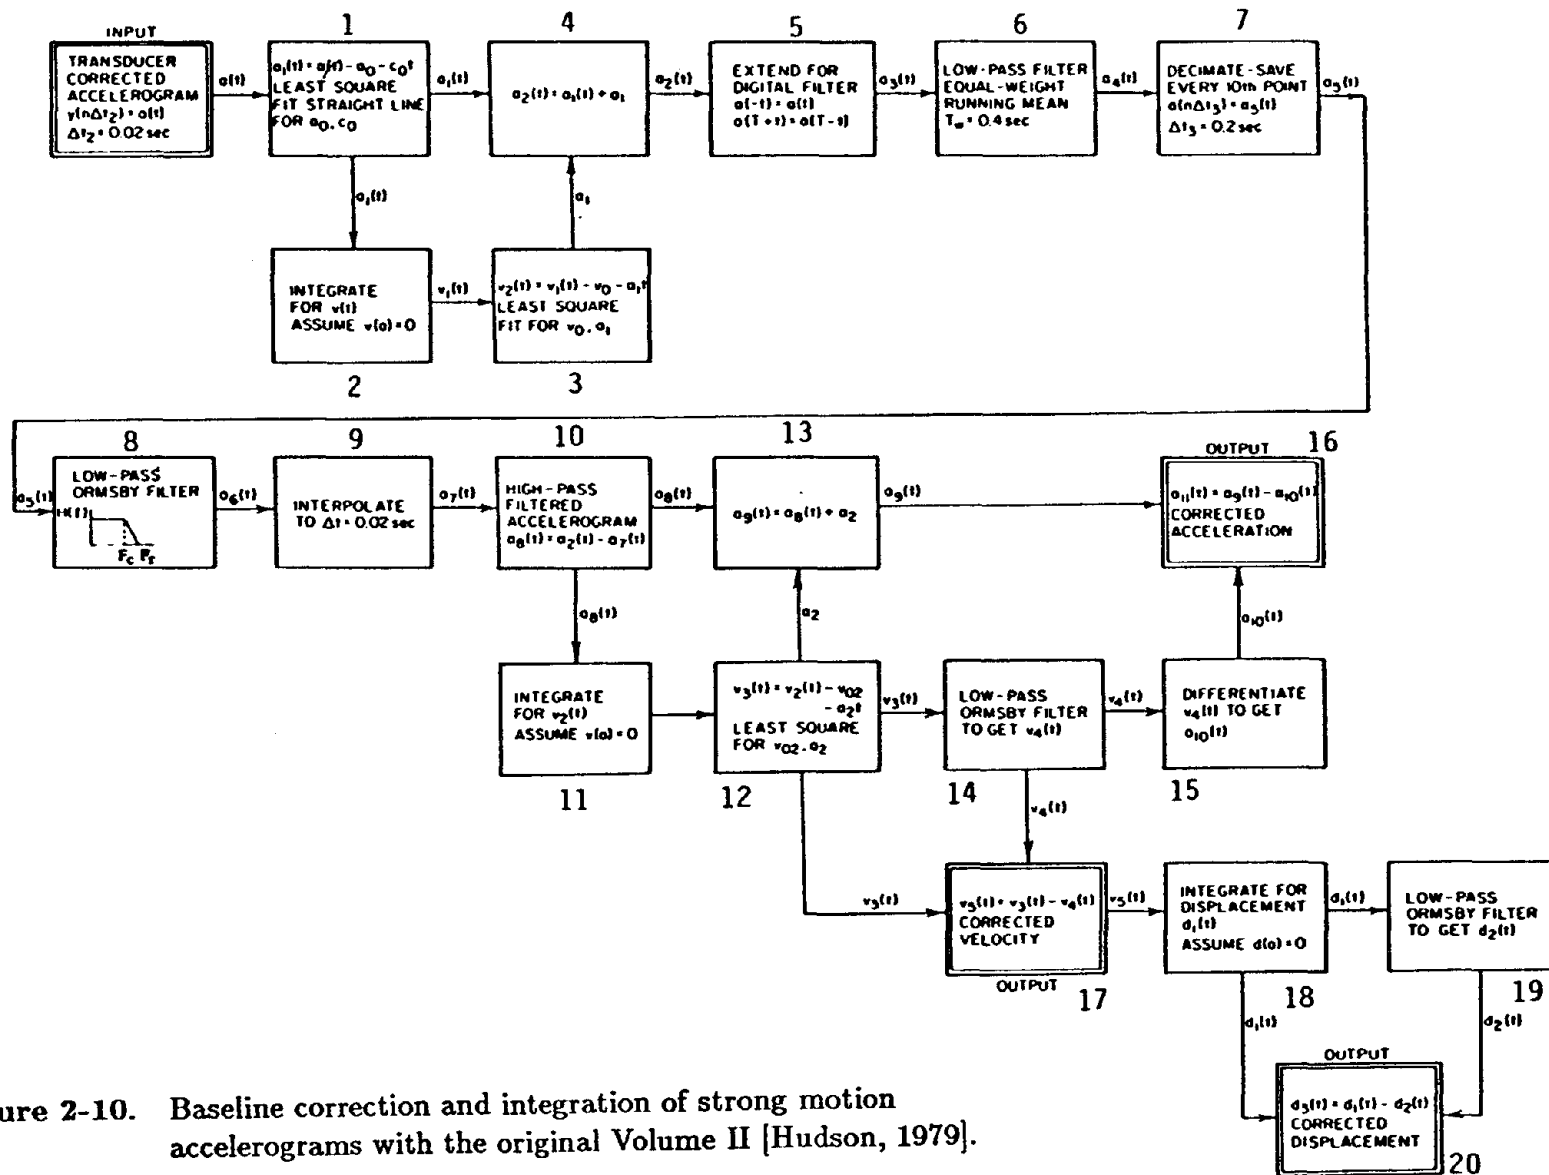 INPUT
TRANSDUCER
CORRECTED
ACCELEROGRAM
y(nΔt₂) = a(t)
Δt₂ = 0.02 sec
a(t)
1
a₁(t) = a(t) - a₀ - c₀t
LEAST SQUARE
FIT STRAIGHT LINE
FOR a₀, c₀
a₁(t)
4
a₂(t) = a₁(t) + a₁
a₂(t)
5
EXTEND FOR
DIGITAL FILTER
a(-t) = a(t)
a(T+t) = a(T-t)
a₃(t)
6
LOW-PASS FILTER
EQUAL-WEIGHT
RUNNING MEAN
Tw = 0.4 sec
a₄(t)
7
DECIMATE-SAVE
EVERY 10th POINT
a(nΔt₃) = a₅(t)
Δt₃ = 0.2 sec
a₅(t)
a₁(t)
a₁
INTEGRATE
FOR v(t)
ASSUME v(o) = 0
2
v₁(t)
v₂(t) = v₁(t) - v₀ - a₁t
LEAST SQUARE
FIT FOR v₀, a₁
3
8
a₅(t)
LOW-PASS
ORMSBY FILTER
H(f)
Fc Fr
a₆(t)
9
INTERPOLATE
TO Δt = 0.02 sec
a₇(t)
10
HIGH-PASS
FILTERED
ACCELEROGRAM
a₈(t) = a₂(t) - a₇(t)
a₈(t)
13
a₉(t) = a₈(t) + a₂
a₉(t)
OUTPUT
16
a₁₁(t) = a₉(t) - a₁₀(t)
CORRECTED
ACCELERATION
a₈(t)
a₂
a₁₀(t)
INTEGRATE
FOR v₂(t)
ASSUME v(o) = 0
11
v₃(t) = v₂(t) - v₀₂
- a₂t
LEAST SQUARE
FOR v₀₂, a₂
12
v₃(t)
LOW-PASS
ORMSBY FILTER
TO GET v₄(t)
14
v₄(t)
DIFFERENTIATE
v₄(t) TO GET
a₁₀(t)
15
v₄(t)
v₃(t)
v₅(t) = v₃(t) - v₄(t)
CORRECTED
VELOCITY
OUTPUT
17
v₅(t)
INTEGRATE FOR
DISPLACEMENT
d₁(t)
ASSUME d(o) = 0
18
d₁(t)
LOW-PASS
ORMSBY FILTER
TO GET d₂(t)
19
d₁(t)
d₂(t)
OUTPUT
d₃(t) = d₁(t) - d₂(t)
CORRECTED
DISPLACEMENT
20
ure 2-10. Baseline correction and integration of strong motion
accelerograms with the original Volume II [Hudson, 1979].